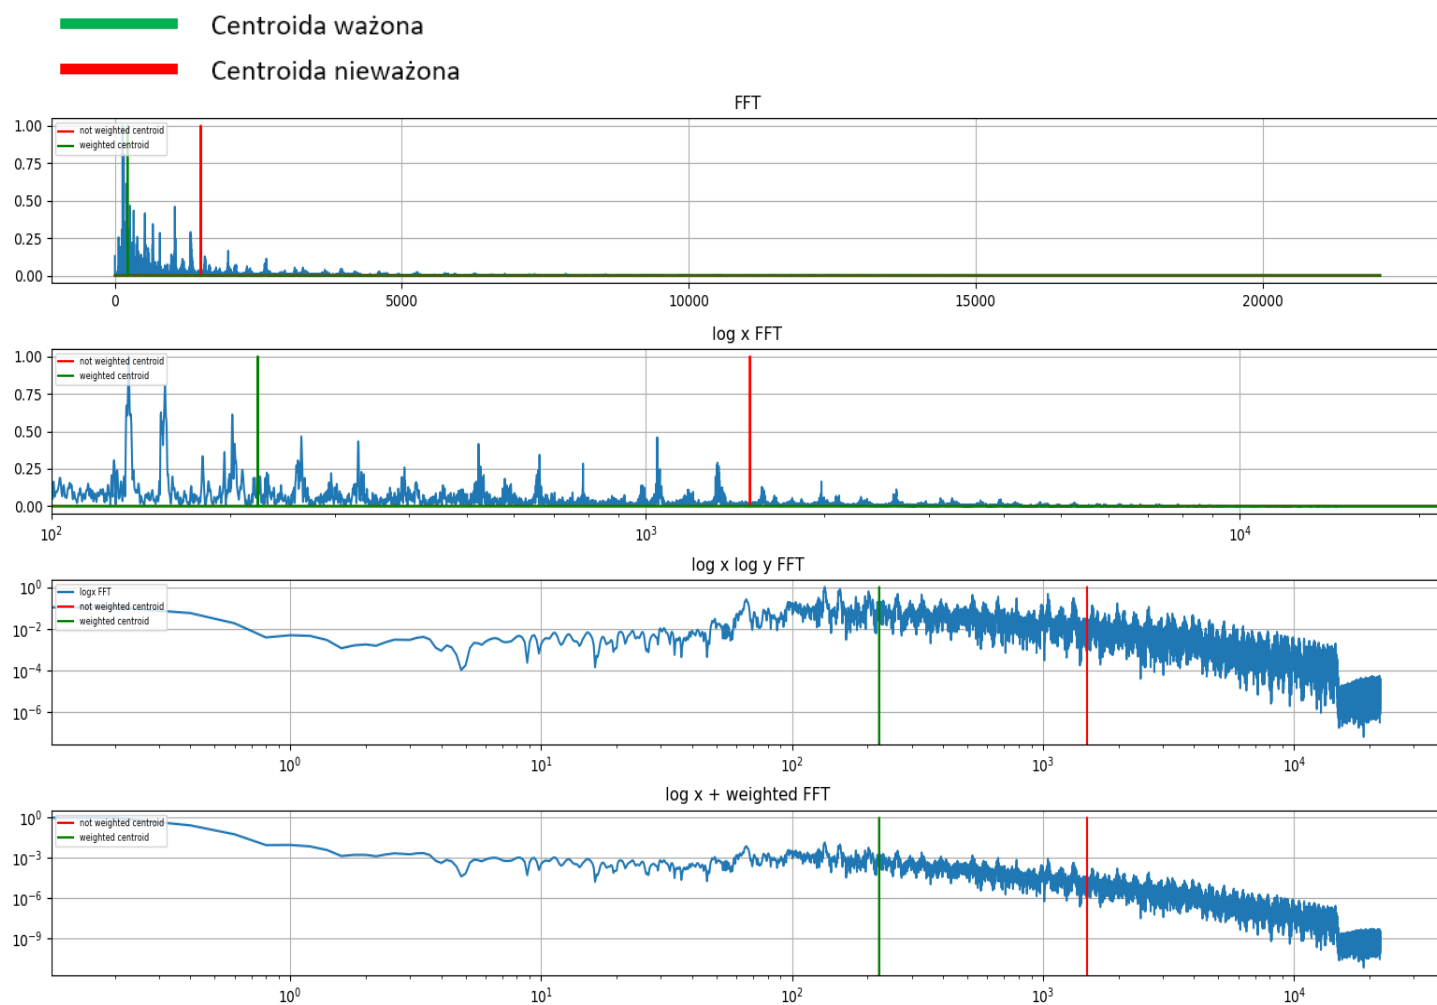 Centroida ważona
Centroida nieważona
FFT
1.00
0.75
0.50
0.25
0.00
not weighted centroid
weighted centroid
0 5000 10000 15000 20000
log x FFT
1.00
0.75
0.50
0.25
0.00
not weighted centroid
weighted centroid
10² 10³ 10⁴
log x log y FFT
10⁰
10⁻²
10⁻⁴
10⁻⁶
logx FFT
not weighted centroid
weighted centroid
10⁰ 10¹ 10² 10³ 10⁴
log x + weighted FFT
10⁰
10⁻³
10⁻⁶
10⁻⁹
not weighted centroid
weighted centroid
10⁰ 10¹ 10² 10³ 10⁴